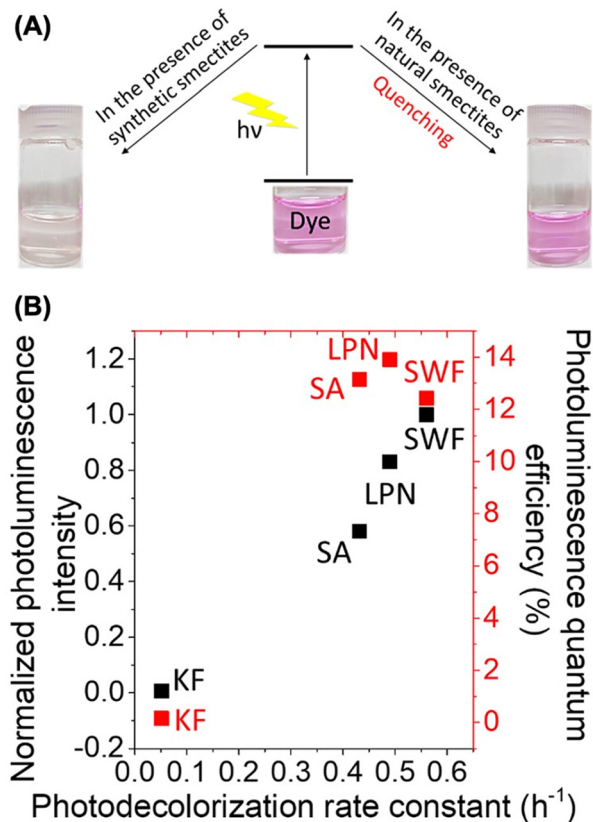 (A)
In the presence of
synthetic smectites
hν
Dye
In the presence of
natural smectites
Quenching
(B)
Normalized photoluminescence
intensity
1.2
1.0
0.8
0.6
0.4
0.2
0.0
-0.2
LPN
SA
SWF
SWF
LPN
SA
KF
KF
14
12
10
8
6
4
2
0
Photoluminescence quantum
efficiency (%)
0.0 0.1 0.2 0.3 0.4 0.5 0.6
Photodecolorization rate constant (h⁻¹)